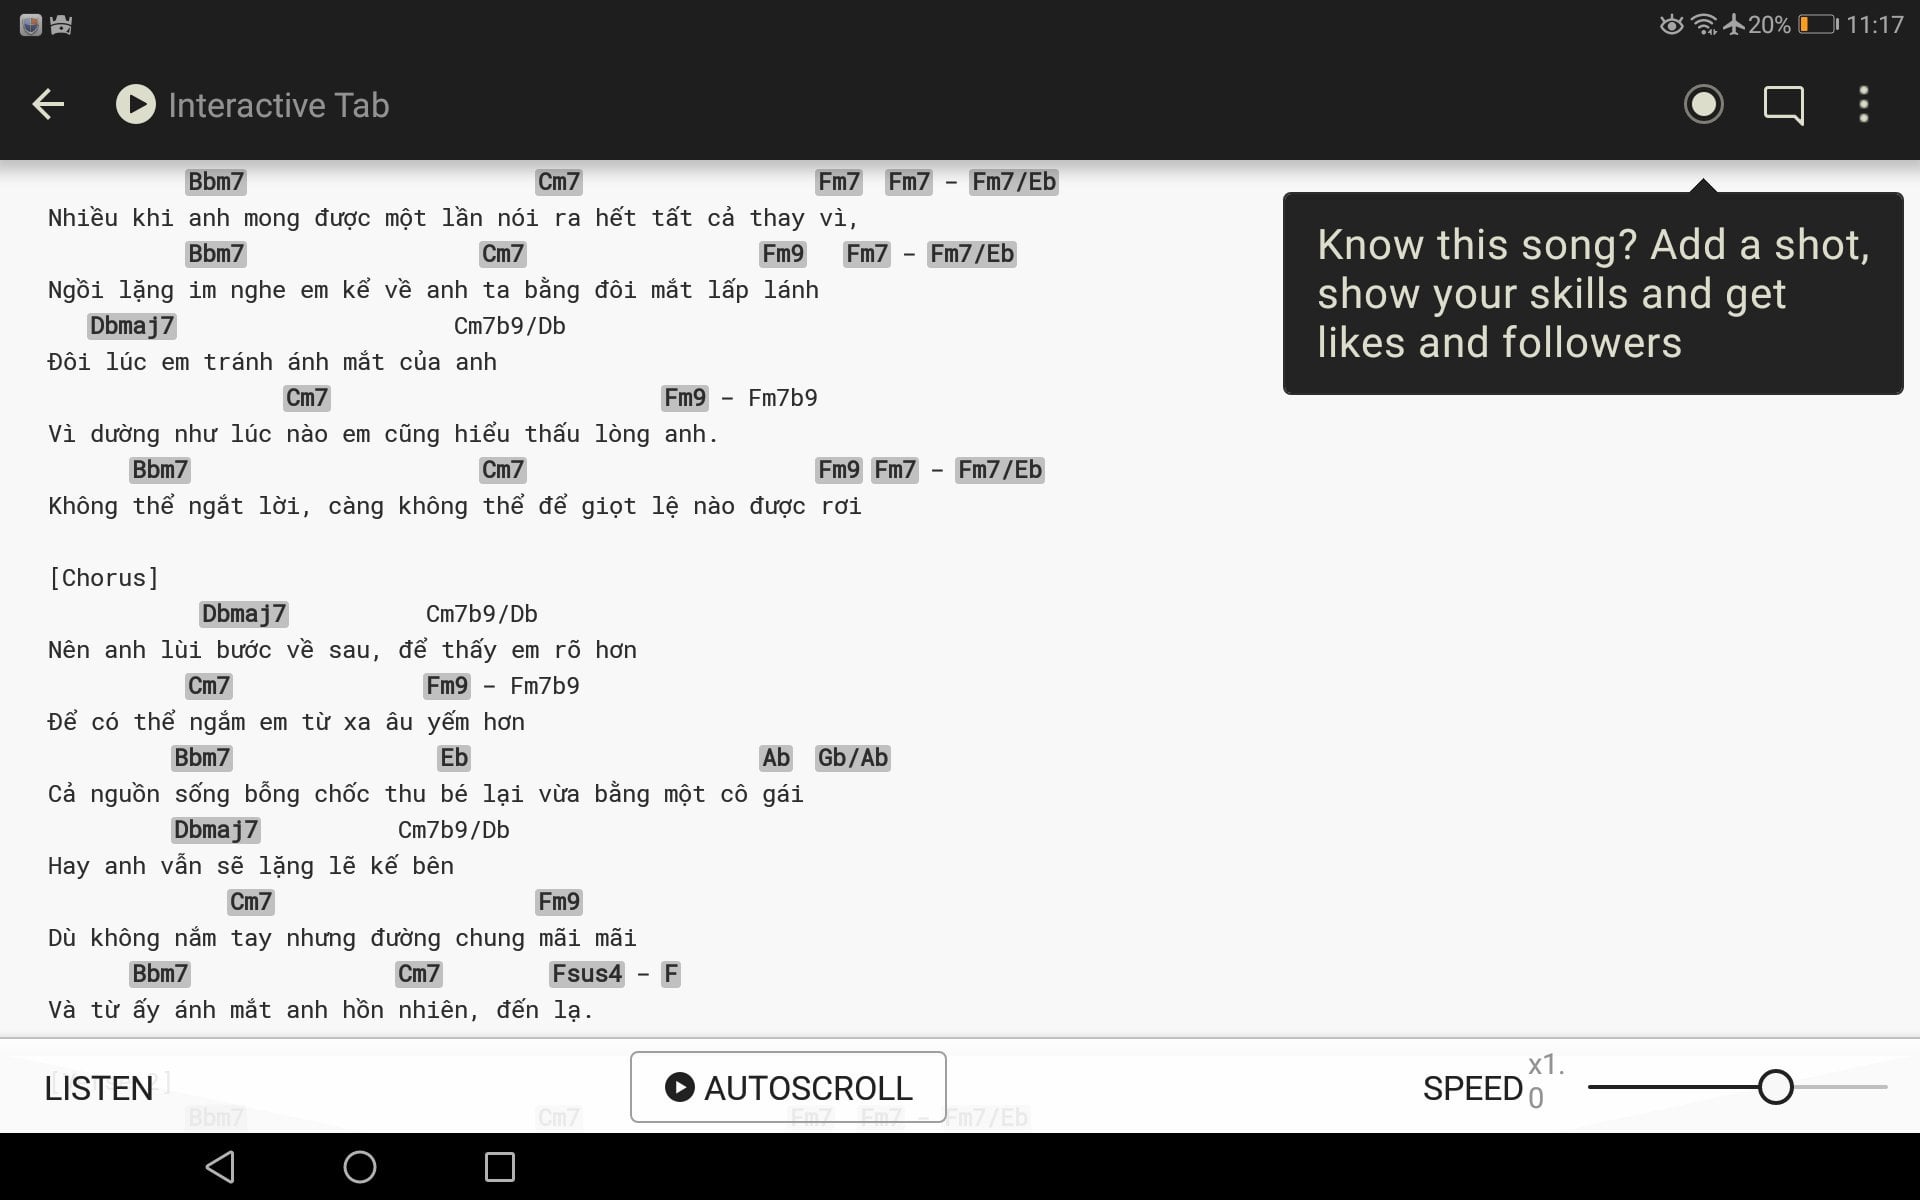 20% 11:17
Interactive Tab
Bbm7 Cm7 Fm7 Fm7 - Fm7/Eb
Nhiều khi anh mong được một lần nói ra hết tất cả thay vì,
Bbm7 Cm7 Fm9 Fm7 - Fm7/Eb
Ngồi lặng im nghe em kể về anh ta bằng đôi mắt lấp lánh
Dbmaj7 Cm7b9/Db
Đôi lúc em tránh ánh mắt của anh
Cm7 Fm9 - Fm7b9
Vì dường như lúc nào em cũng hiểu thấu lòng anh.
Bbm7 Cm7 Fm9 Fm7 - Fm7/Eb
Không thể ngắt lời, càng không thể để giọt lệ nào được rơi
Know this song? Add a shot,
show your skills and get
likes and followers
[Chorus]
Dbmaj7 Cm7b9/Db
Nên anh lùi bước về sau, để thấy em rõ hơn
Cm7 Fm9 - Fm7b9
Để có thể ngắm em từ xa âu yếm hơn
Bbm7 Eb Ab Gb/Ab
Cả nguồn sống bỗng chốc thu bé lại vừa bằng một cô gái
Dbmaj7 Cm7b9/Db
Hay anh vẫn sẽ lặng lẽ kế bên
Cm7 Fm9
Dù không nắm tay nhưng đường chung mãi mãi
Bbm7 Cm7 Fsus4 - F
Và từ ấy ánh mắt anh hồn nhiên, đến lạ.
LISTEN AUTOSCROLL SPEED x1.0
Bbm7 Cm7 Fm7 Fm7 - Fm7/Eb